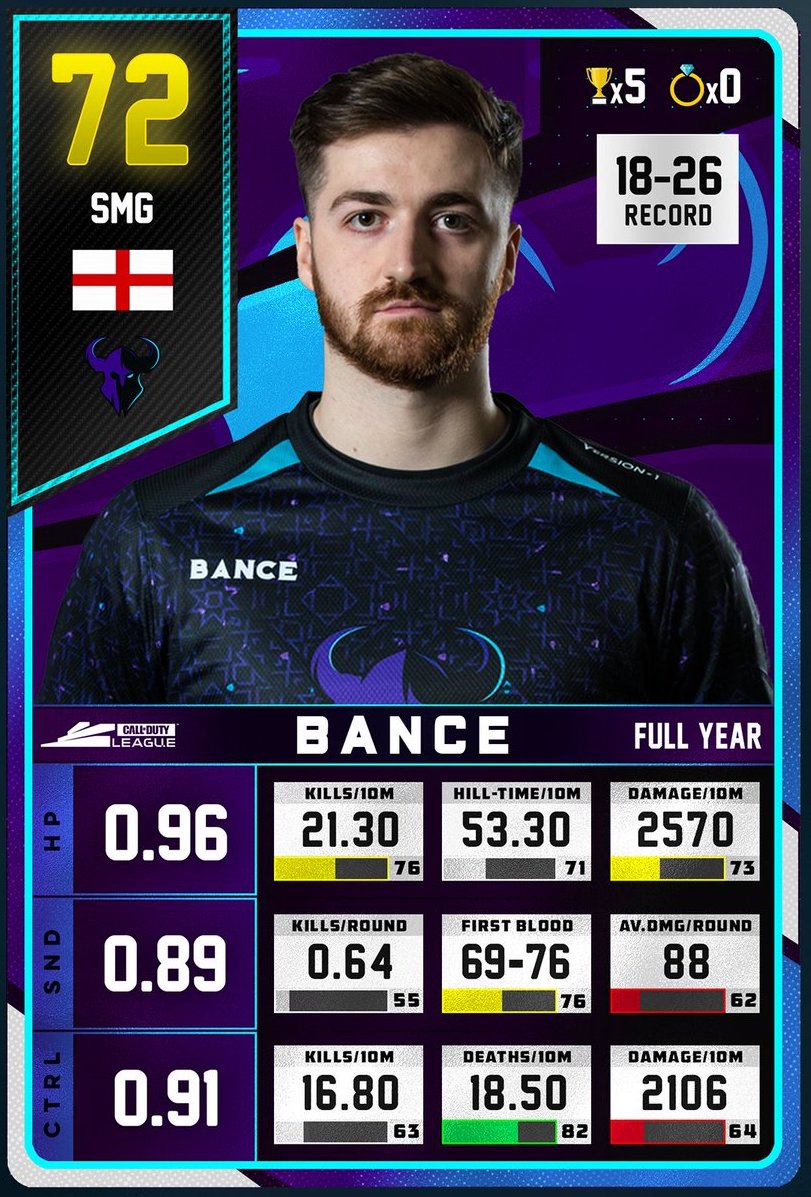 72
SMG
x5 x0
18-26
RECORD
VERSION1
BANCE
CALL OF DUTY
LEAGUE
BANCE
FULL YEAR
HP
0.96
KILLS/10M
21.30
76
HILL-TIME/10M
53.30
71
DAMAGE/10M
2570
73
SND
0.89
KILLS/ROUND
0.64
55
FIRST BLOOD
69-76
76
AV.DMG/ROUND
88
62
CTRL
0.91
KILLS/10M
16.80
63
DEATHS/10M
18.50
82
DAMAGE/10M
2106
64